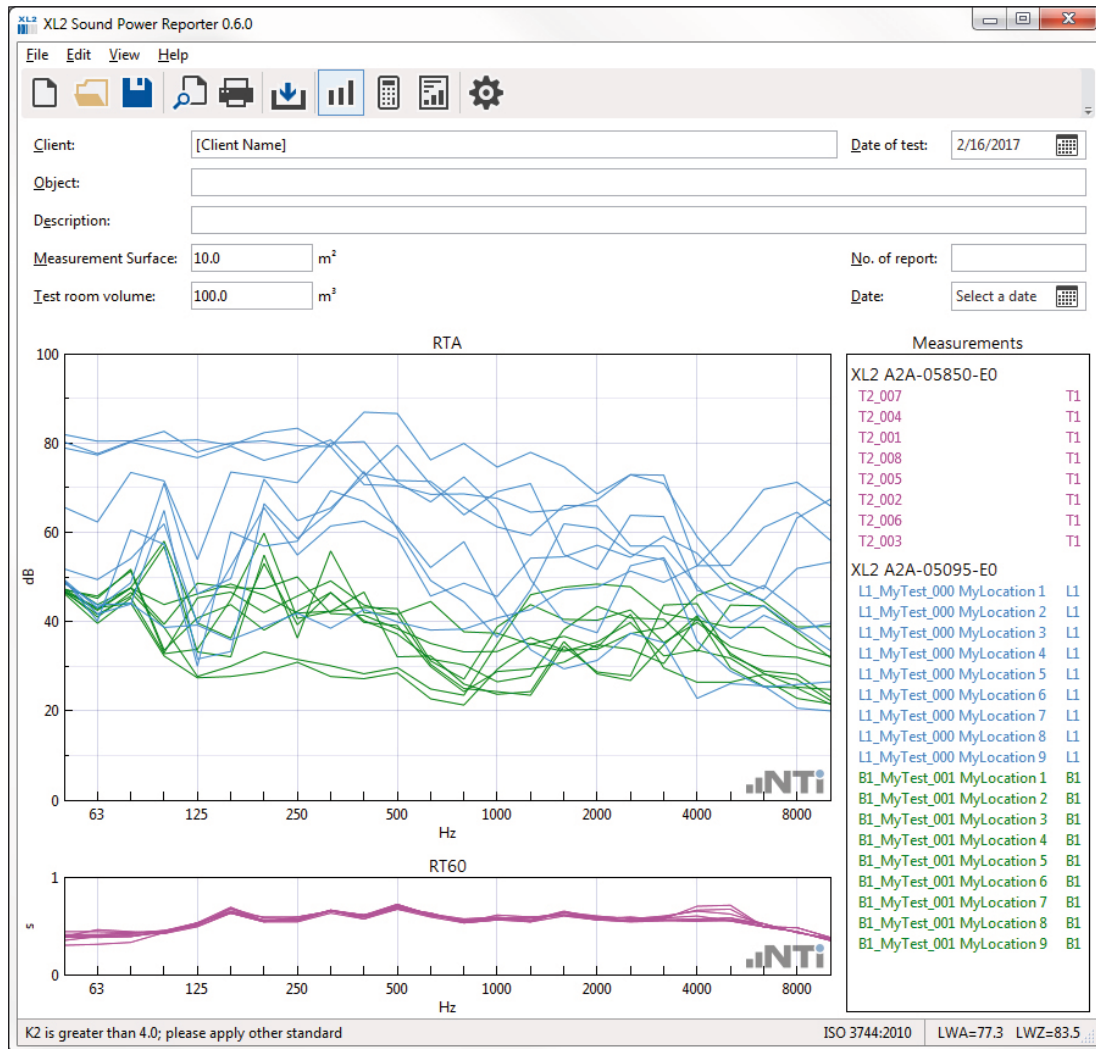 XL2 XL2 Sound Power Reporter 0.6.0
File Edit View Help
Client: [Client Name] Date of test: 2/16/2017
Object:
Description:
Measurement Surface: 10.0 m² No. of report:
Test room volume: 100.0 m³ Date: Select a date
RTA
100
80
60
40
20
0
dB
63 125 250 500 1000 2000 4000 8000
Hz
NTi
RT60
1
0
s
63 125 250 500 1000 2000 4000 8000
Hz
NTi
Measurements
XL2 A2A-05850-E0
T2_007 T1
T2_004 T1
T2_001 T1
T2_008 T1
T2_005 T1
T2_002 T1
T2_006 T1
T2_003 T1
XL2 A2A-05095-E0
L1_MyTest_000 MyLocation 1 L1
L1_MyTest_000 MyLocation 2 L1
L1_MyTest_000 MyLocation 3 L1
L1_MyTest_000 MyLocation 4 L1
L1_MyTest_000 MyLocation 5 L1
L1_MyTest_000 MyLocation 6 L1
L1_MyTest_000 MyLocation 7 L1
L1_MyTest_000 MyLocation 8 L1
L1_MyTest_000 MyLocation 9 L1
B1_MyTest_001 MyLocation 1 B1
B1_MyTest_001 MyLocation 2 B1
B1_MyTest_001 MyLocation 3 B1
B1_MyTest_001 MyLocation 4 B1
B1_MyTest_001 MyLocation 5 B1
B1_MyTest_001 MyLocation 6 B1
B1_MyTest_001 MyLocation 7 B1
B1_MyTest_001 MyLocation 8 B1
B1_MyTest_001 MyLocation 9 B1
K2 is greater than 4.0; please apply other standard ISO 3744:2010 LWA=77.3 LWZ=83.5